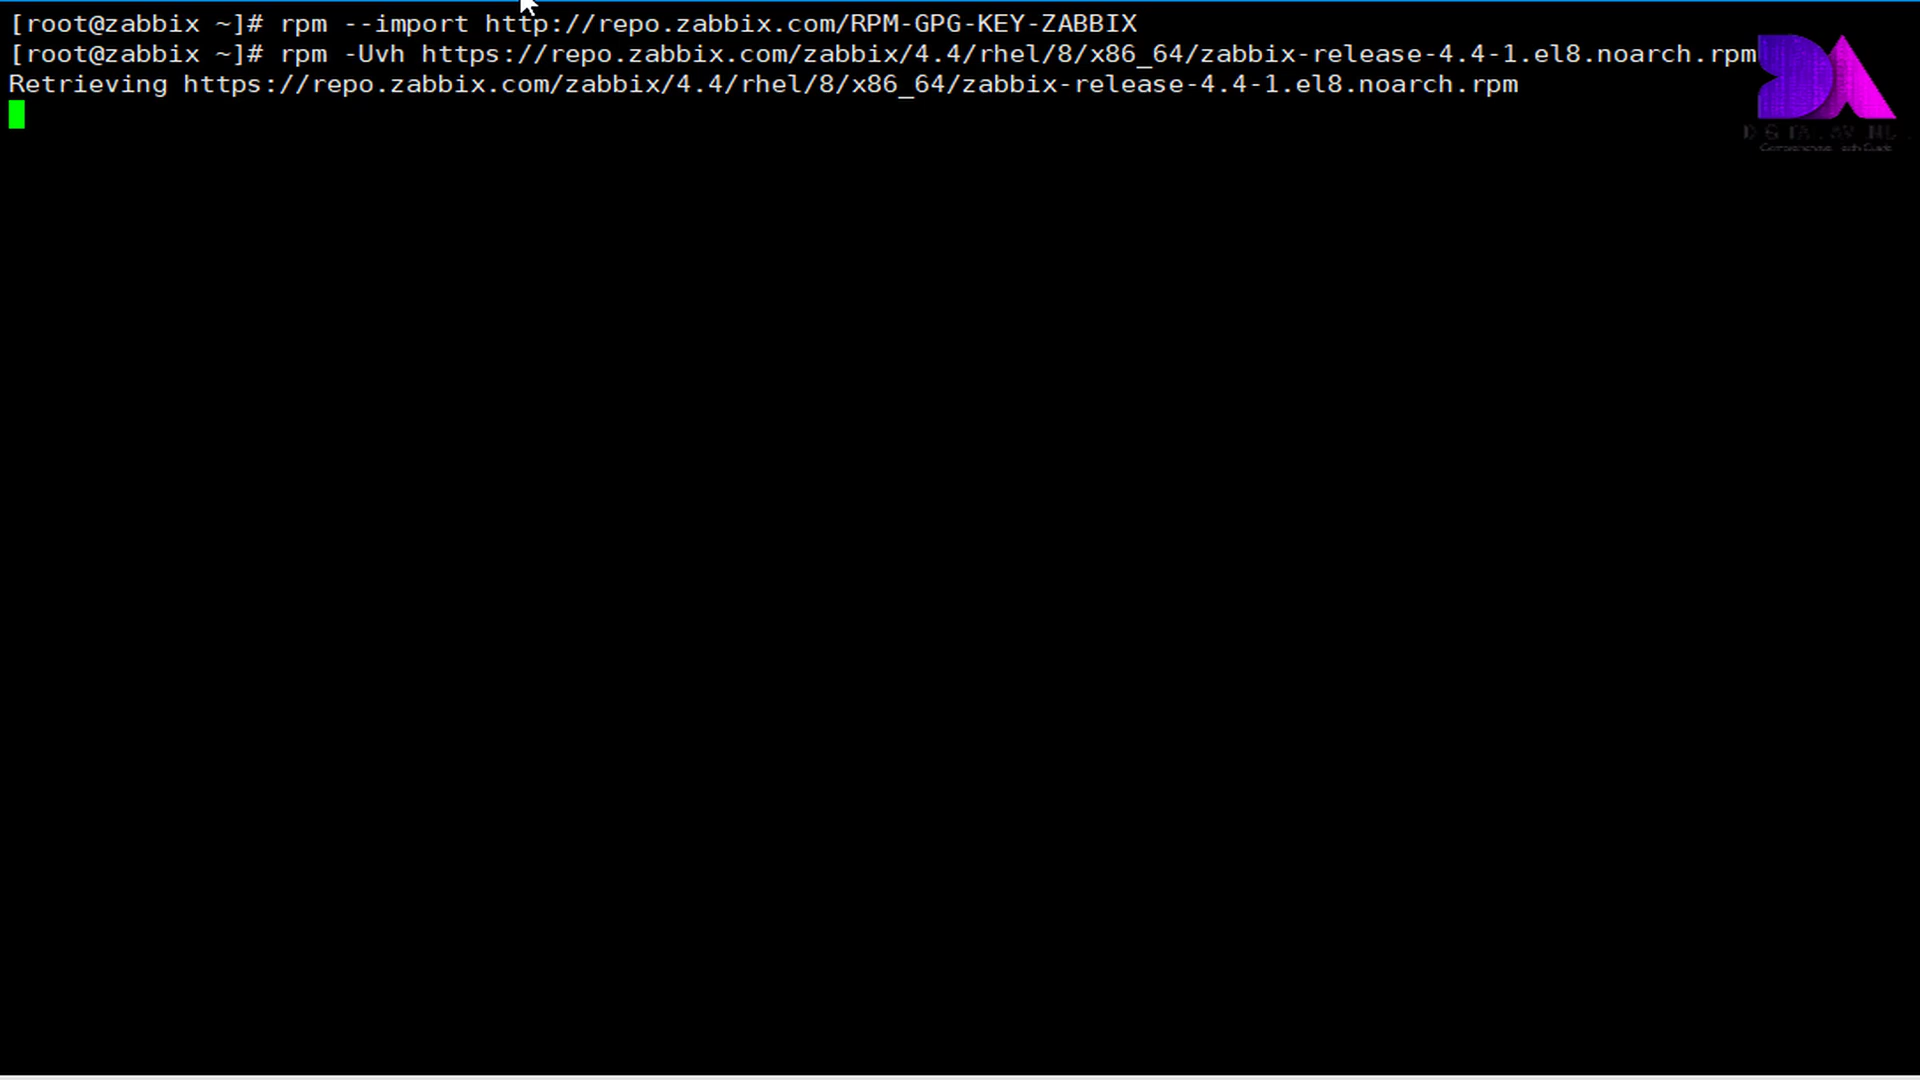 [root@zabbix ~]# rpm --import http://repo.zabbix.com/RPM-GPG-KEY-ZABBIX
[root@zabbix ~]# rpm -Uvh https://repo.zabbix.com/zabbix/4.4/rhel/8/x86_64/zabbix-release-4.4-1.el8.noarch.rpm
Retrieving https://repo.zabbix.com/zabbix/4.4/rhel/8/x86_64/zabbix-release-4.4-1.el8.noarch.rpm